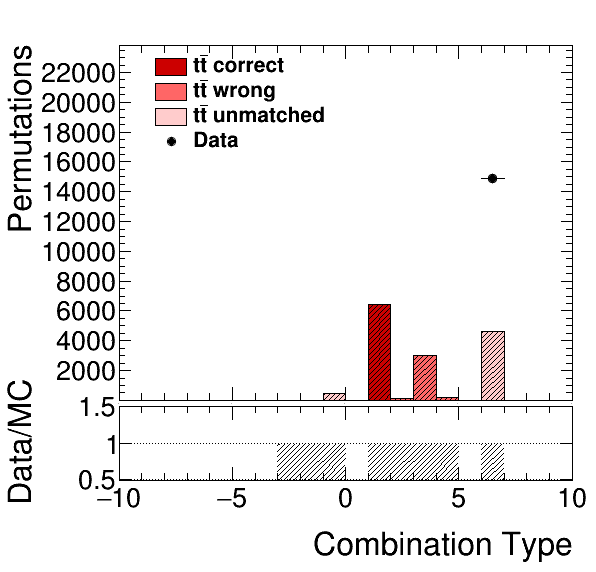 Permutations
22000
20000
18000
16000
14000
12000
10000
8000
6000
4000
2000
tt̄ correct
tt̄ wrong
tt̄ unmatched
Data
Data/MC
1.5
1
0.5
−10 −5 0 5 10
Combination Type